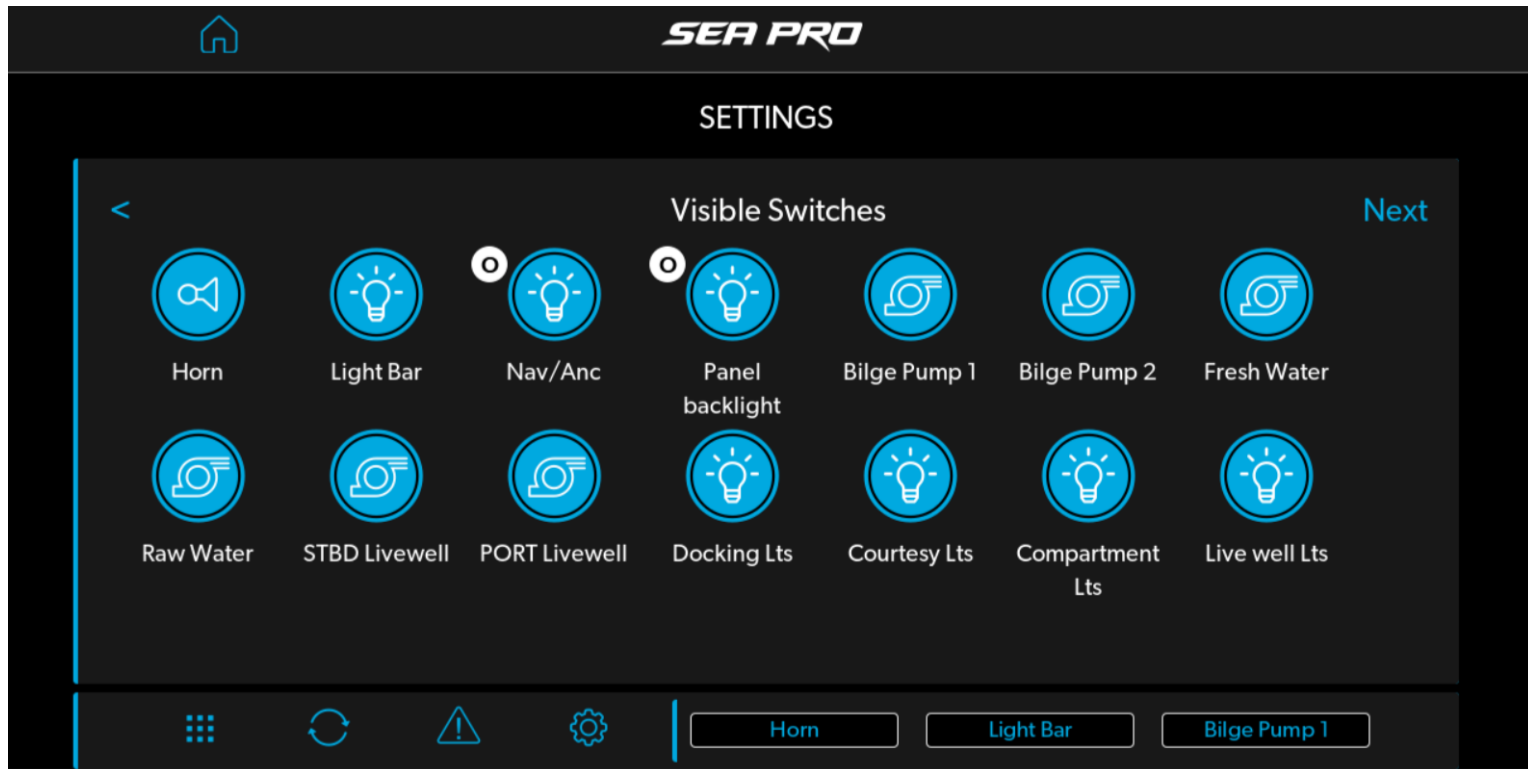 SEA PRO
SETTINGS
<
Visible Switches
Next
O
O
Horn
Light Bar
Nav/Anc
Panel
backlight
Bilge Pump 1
Bilge Pump 2
Fresh Water
Raw Water
STBD Livewell
PORT Livewell
Docking Lts
Courtesy Lts
Compartment
Lts
Live well Lts
Horn
Light Bar
Bilge Pump 1